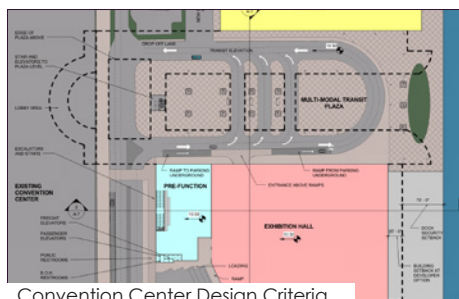 NEW
EDGE OF
PLAZA ABOVE
DROP OFF LANE
TRANSIT ELEVATION
STAIR AND
ELEVATORS TO
PLAZA LEVEL
LOBBY AREA
MULTI-MODAL TRANSIT
PLAZA
ESCALATORS
AND STAIRS
RAMP TO PARKING
UNDERGROUND
RAMP FROM PARKING
UNDERGROUND
PRE-FUNCTION
ENTRANCE ABOVE RAMPS
EXISTING
CONVENTION
CENTER
EXHIBITION HALL
FREIGHT
ELEVATORS
PASSENGER
ELEVATORS
PUBLIC
RESTROOMS
B.O.H.
RESTROOMS
LOADING
RAMP
DOCK
SECURITY
SETBACK
BUILDING
SETBACK AT
DEVELOPER
OPTION
Convention Center Design Criteria